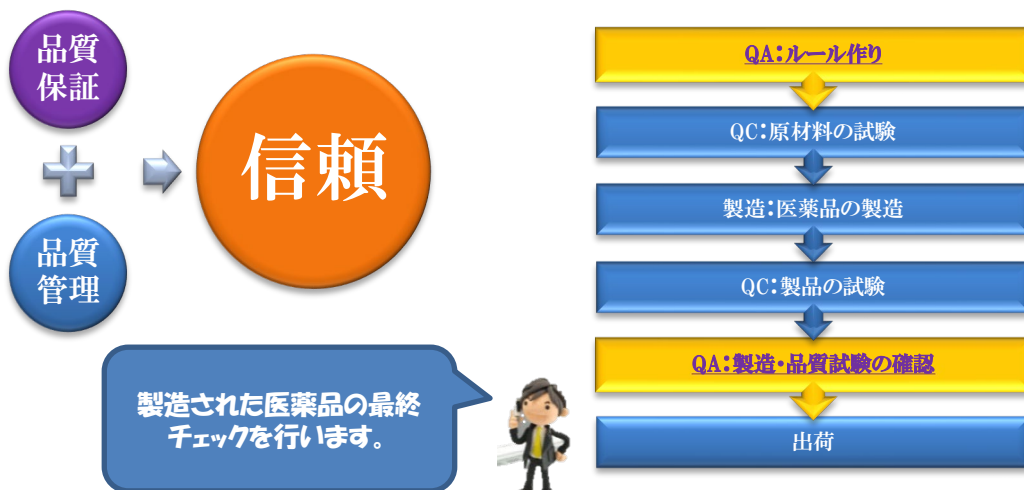 品質
保証
品質
管理
信頼
製造された医薬品の最終
チェックを行います。
QA:ルール作り
QC:原材料の試験
製造:医薬品の製造
QC:製品の試験
QA:製造・品質試験の確認
出荷